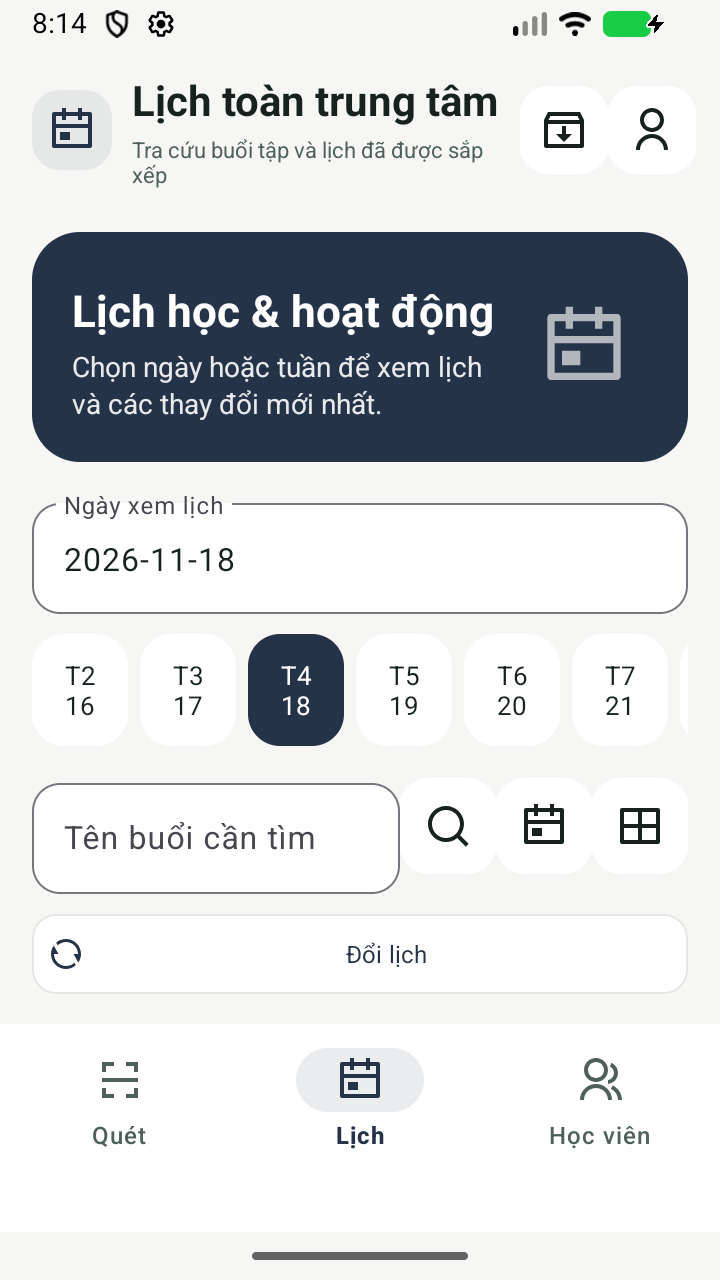 8:14
Lịch toàn trung tâm
Tra cứu buổi tập và lịch đã được sắp
xếp
Lịch học & hoạt động
Chọn ngày hoặc tuần để xem lịch
và các thay đổi mới nhất.
Ngày xem lịch
2026-11-18
T2 T3 T4 T5 T6 T7
16 17 18 19 20 21
Tên buổi cần tìm
Đổi lịch
Quét Lịch Học viên